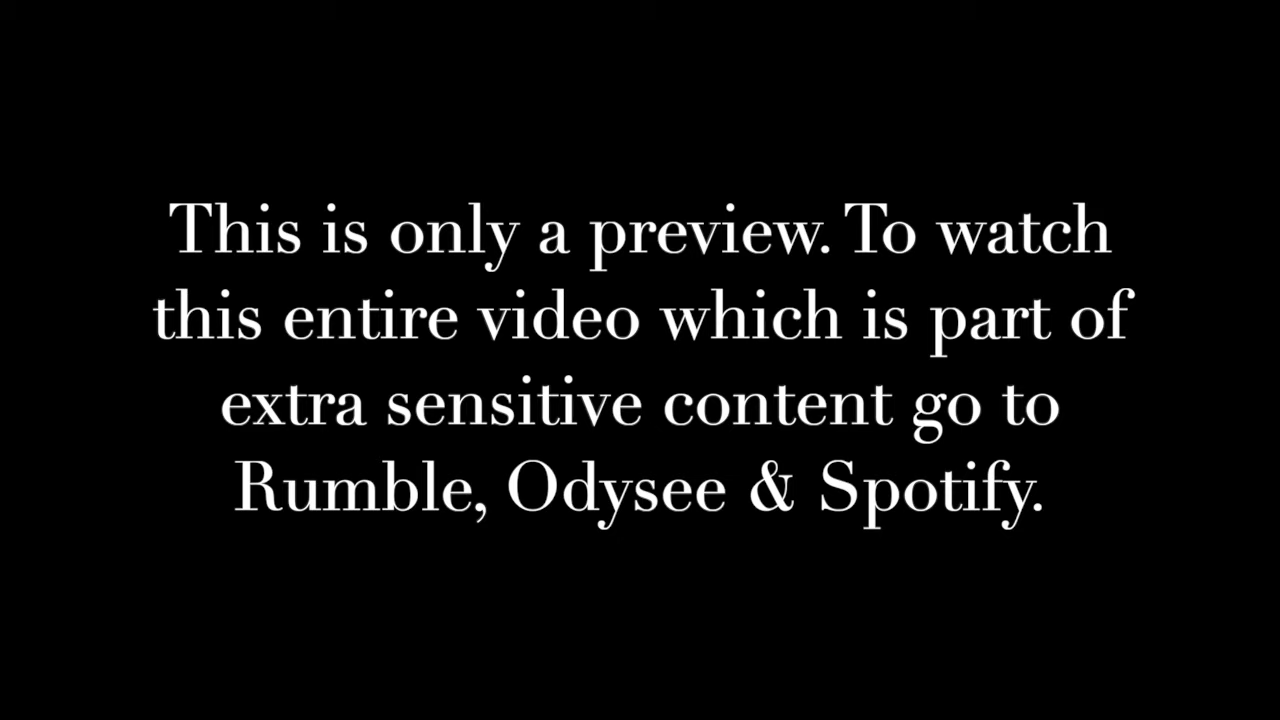 This is only a preview. To watch
this entire video which is part of
extra sensitive content go to
Rumble, Odysee & Spotify.